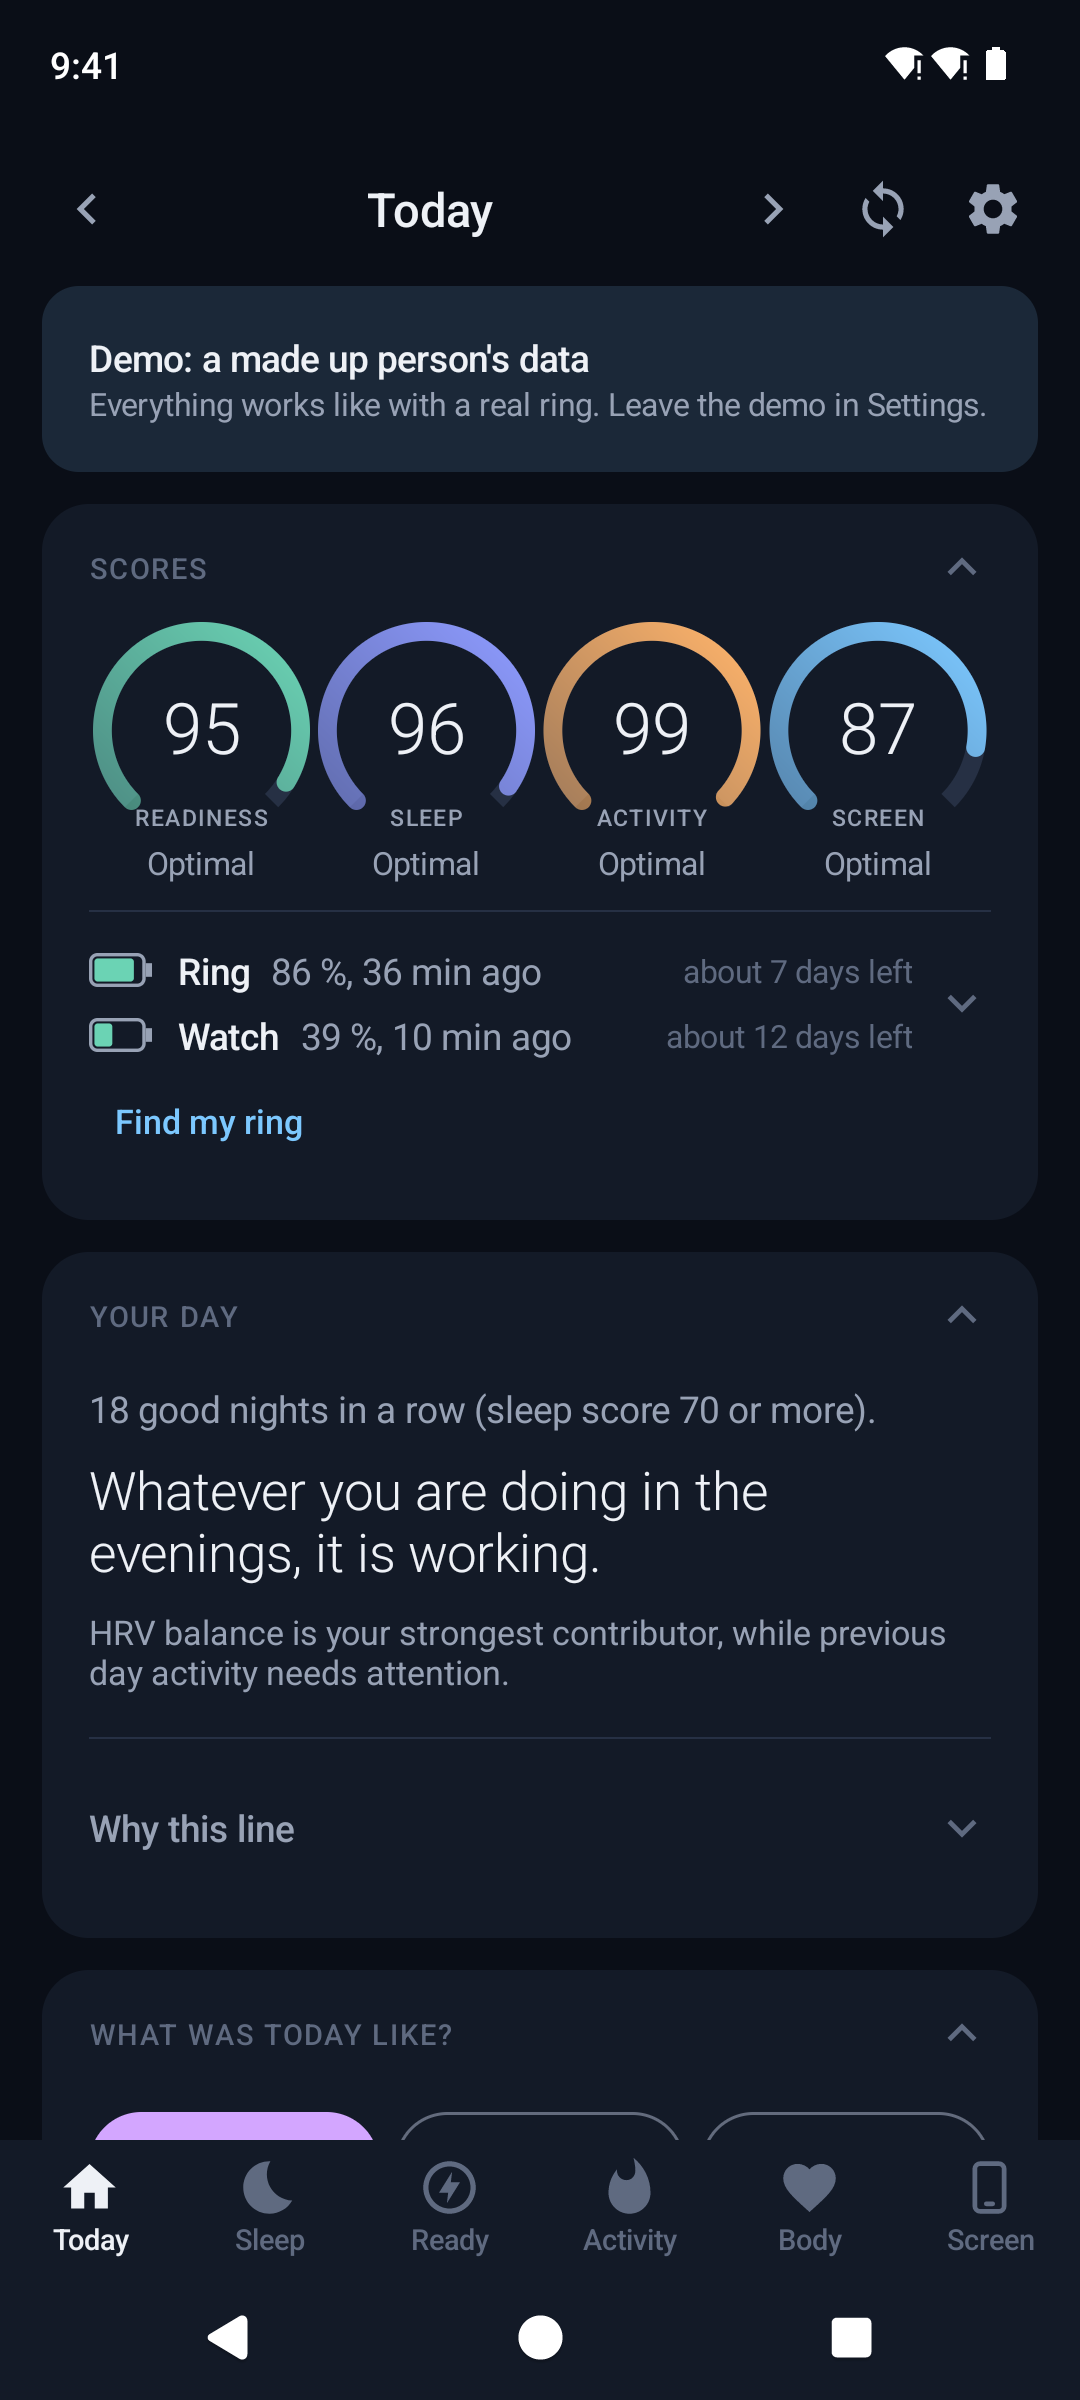 9:41
Today
Demo: a made up person's data
Everything works like with a real ring. Leave the demo in Settings.
SCORES
95 96 99 87
READINESS SLEEP ACTIVITY SCREEN
Optimal Optimal Optimal Optimal
Ring 86 %, 36 min ago about 7 days left
Watch 39 %, 10 min ago about 12 days left
Find my ring
YOUR DAY
18 good nights in a row (sleep score 70 or more).
Whatever you are doing in the
evenings, it is working.
HRV balance is your strongest contributor, while previous
day activity needs attention.
Why this line
WHAT WAS TODAY LIKE?
Today Sleep Ready Activity Body Screen